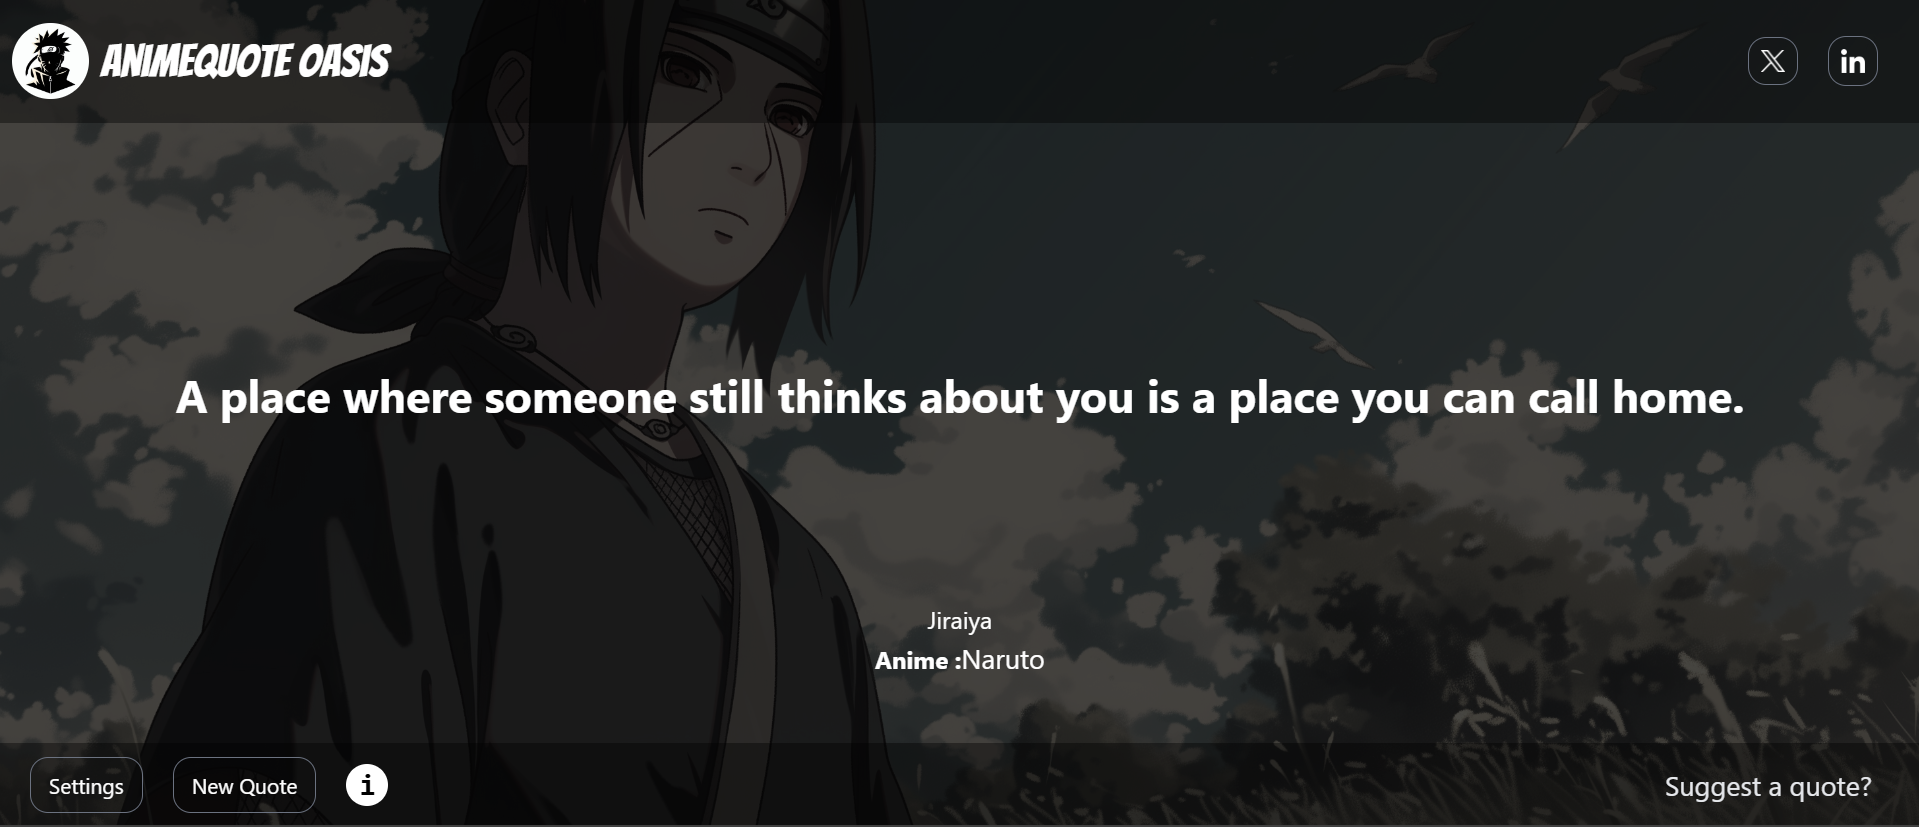 ANIMEQUOTE OASIS
X
in
A place where someone still thinks about you is a place you can call home.
Jiraiya
Anime :Naruto
Settings
New Quote
i
Suggest a quote?